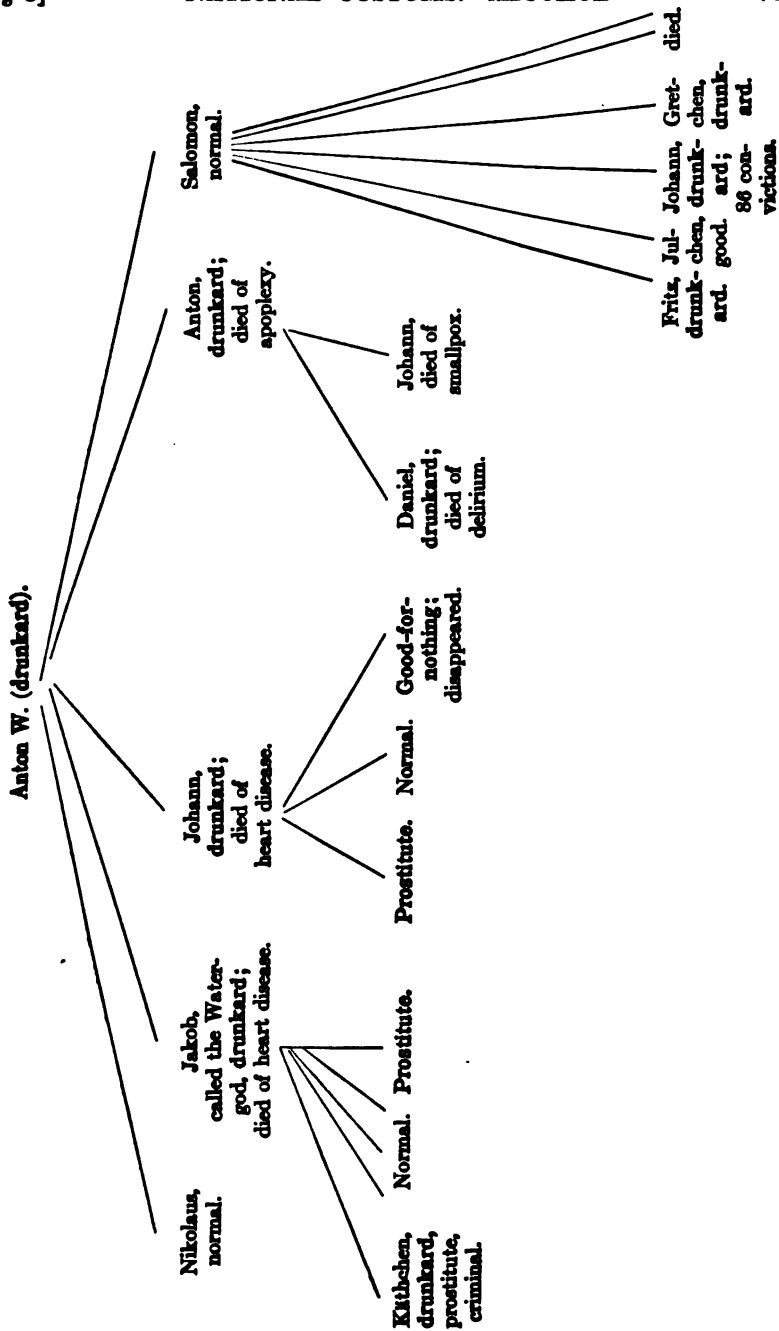 Anton W. (drunkard).
Nikolaus,
normal.
Jakob,
called the Water-
god, drunkard;
died of heart disease.
Johann,
drunkard;
died of
heart disease.
Anton,
drunkard;
died of
apoplexy.
Salomon,
normal.
Käthchen,
drunkard,
prostitute,
criminal.
Normal.
Prostitute.
Prostitute.
Normal.
Good-for-
nothing;
disappeared.
Daniel,
drunkard;
died of
delirium.
Johann,
died of
smallpox.
Fritz,
drunk-
ard.
Jul-
chen,
good.
Johann,
drunk-
ard;
86 con-
victions.
Gret-
chen,
drunk-
ard.
died.